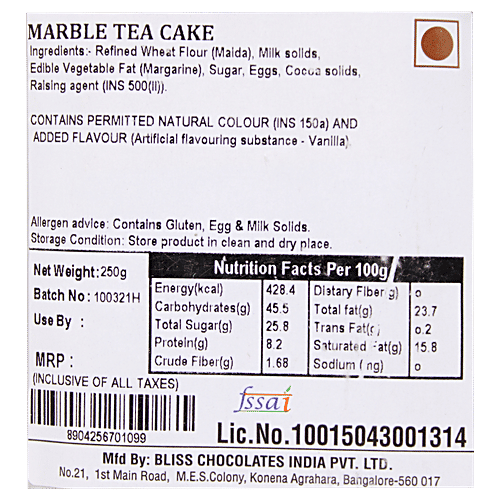 MARBLE TEA CAKE
Ingredients:- Refined Wheat Flour (Maida), Milk solids,
Edible Vegetable Fat (Margarine), Sugar, Eggs, Cocoa solids,
Raising agent (INS 500(II)).
CONTAINS PERMITTED NATURAL COLOUR (INS 150a) AND
ADDED FLAVOUR (Artificial flavouring substance - Vanilla).
Allergen advice: Contains Gluten, Egg & Milk Solids.
Storage Condition: Store product in clean and dry place.
Net Weight: 250g
Batch No : 100321H
Use By :
MRP :
(INCLUSIVE OF ALL TAXES)
Nutrition Facts Per 100g
Energy(kcal) 428.4
Carbohydrates(g) 45.5
Total Sugar(g) 25.8
Protein(g) 8.2
Crude Fiber(g) 1.68
Dietary Fiber(g) 0
Total fat(g) 23.7
Trans Fat(g) 0.2
Saturated Fat(g) 15.8
Sodium (mg) 0
8904256701099
fssai
Lic.No.10015043001314
Mfd By: BLISS CHOCOLATES INDIA PVT. LTD.
No.21, 1st Main Road, M.E.S.Colony, Konena Agrahara, Bangalore-560 017